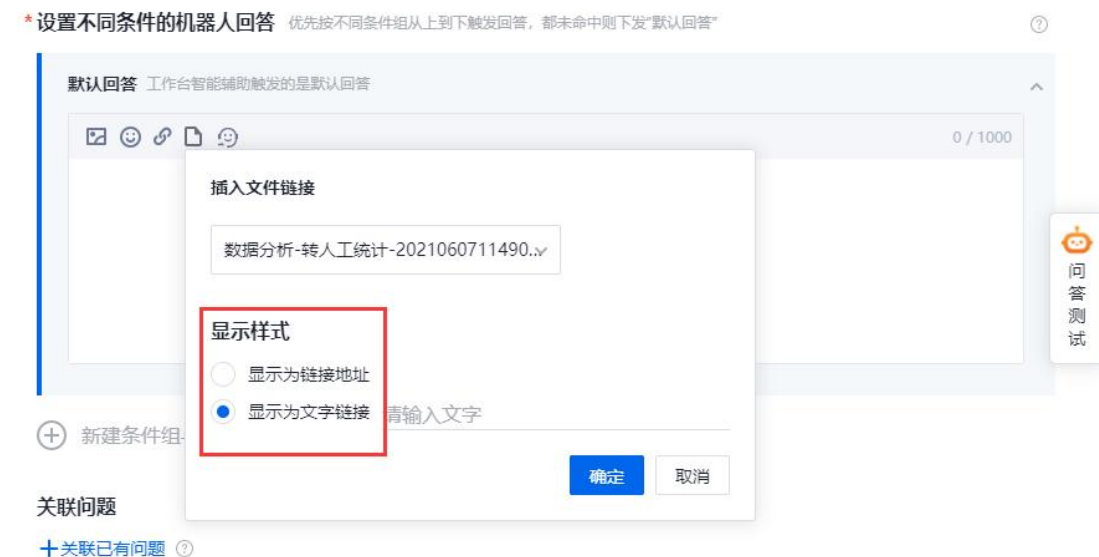 *设置不同条件的机器人回答 优先按不同条件组从上到下触发回答，都未命中则下发"默认回答"
默认回答 工作台智能辅助触发的是默认回答
0 / 1000
插入文件链接
数据分析-转人工统计-2021060711490...
显示样式
显示为链接地址
显示为文字链接 请输入文字
新建条件组
确定 取消
关联问题
+关联已有问题
问答测试